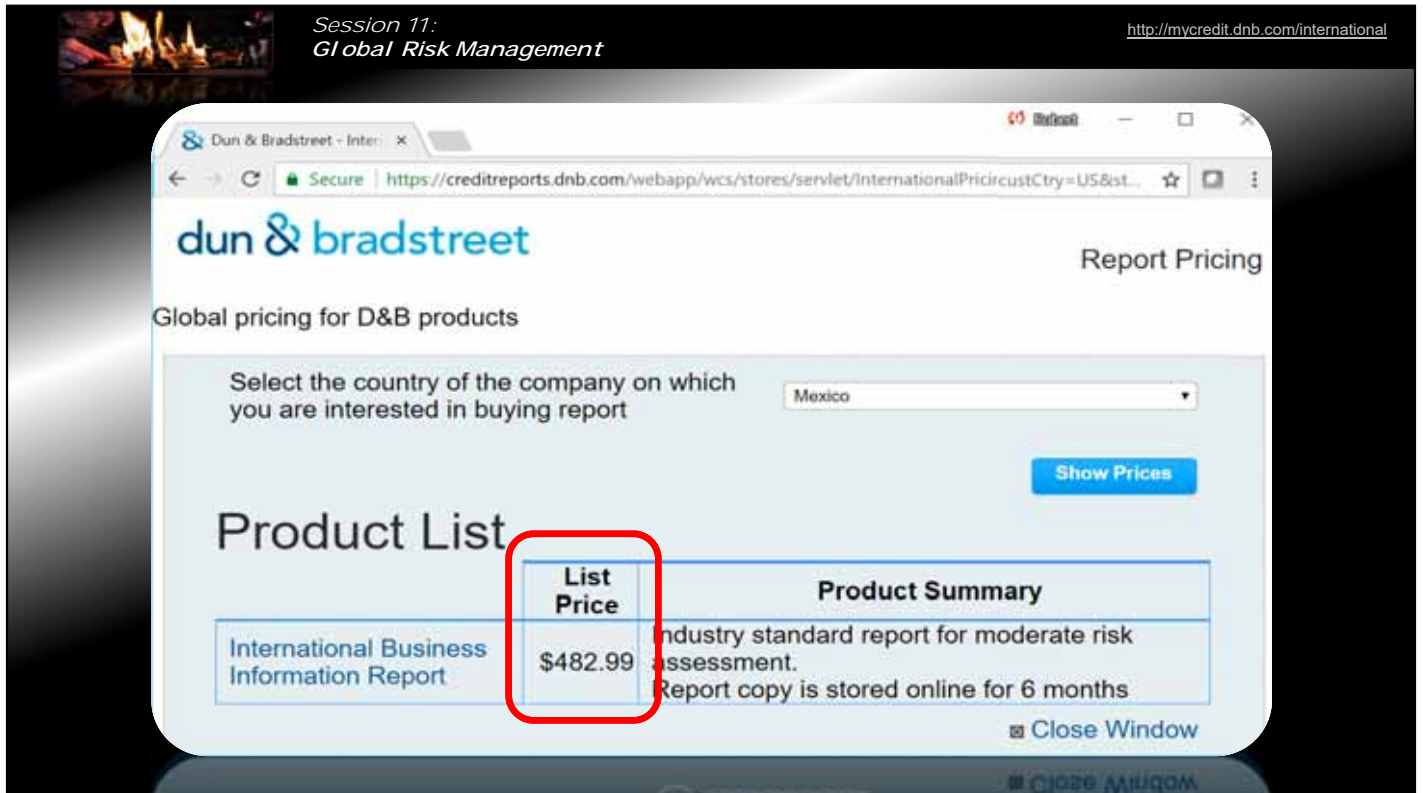 Session 11:
Global Risk Management
http://mycredit.dnb.com/international
Dun & Bradstreet - Inter
Secure | https://creditreports.dnb.com/webapp/wcs/stores/servlet/InternationalPricircustCtry=US&st...
dun & bradstreet
Report Pricing
Global pricing for D&B products
Select the country of the company on which
you are interested in buying report
Mexico
Show Prices
Product List
List
Price
Product Summary
International Business
Information Report
$482.99
Industry standard report for moderate risk
assessment.
Report copy is stored online for 6 months
Close Window